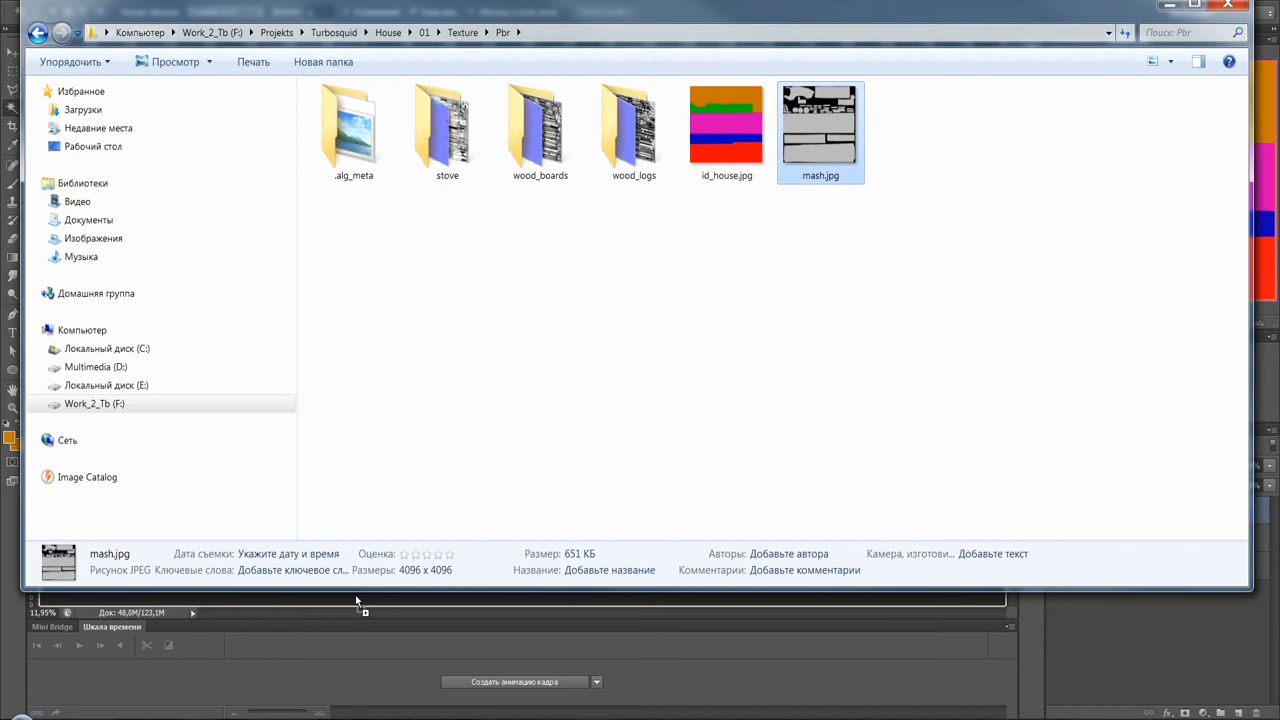 Компьютер ▸ Work_2_Tb (F:) ▸ Projekts ▸ Turbosquid ▸ House ▸ 01 ▸ Texture ▸ Pbr ▸
Поиск: Pbr
Упорядочить Просмотр Печать Новая папка
Избранное
Загрузки
Недавние места
Рабочий стол
Библиотеки
Видео
Документы
Изображения
Музыка
Домашняя группа
Компьютер
Локальный диск (C:)
Multimedia (D:)
Локальный диск (E:)
Work_2_Tb (F:)
Сеть
Image Catalog
.alg_meta stove wood_boards wood_logs id_house.jpg mash.jpg
mash.jpg Дата съемки: Укажите дату и время Оценка: Размер: 651 КБ Авторы: Добавьте автора Камера, изготови... Добавьте текст
Рисунок JPEG Ключевые слова: Добавьте ключевое сл... Размеры: 4096 x 4096 Название: Добавьте название Комментарии: Добавьте комментарии
11,95% Док: 48,0M/123,1M
Mini Bridge Шкала времени
Создать анимацию кадра
fx